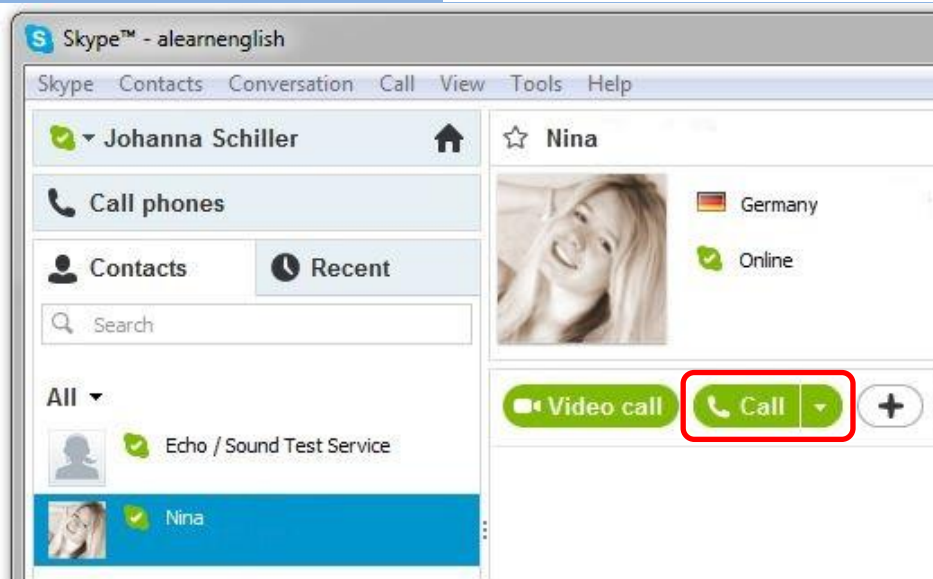 Skype™ - alearnenglish
Skype Contacts Conversation Call View Tools Help
Johanna Schiller
Call phones
Contacts
Recent
Search
All
Echo / Sound Test Service
Nina
Nina
Germany
Online
Video call
Call